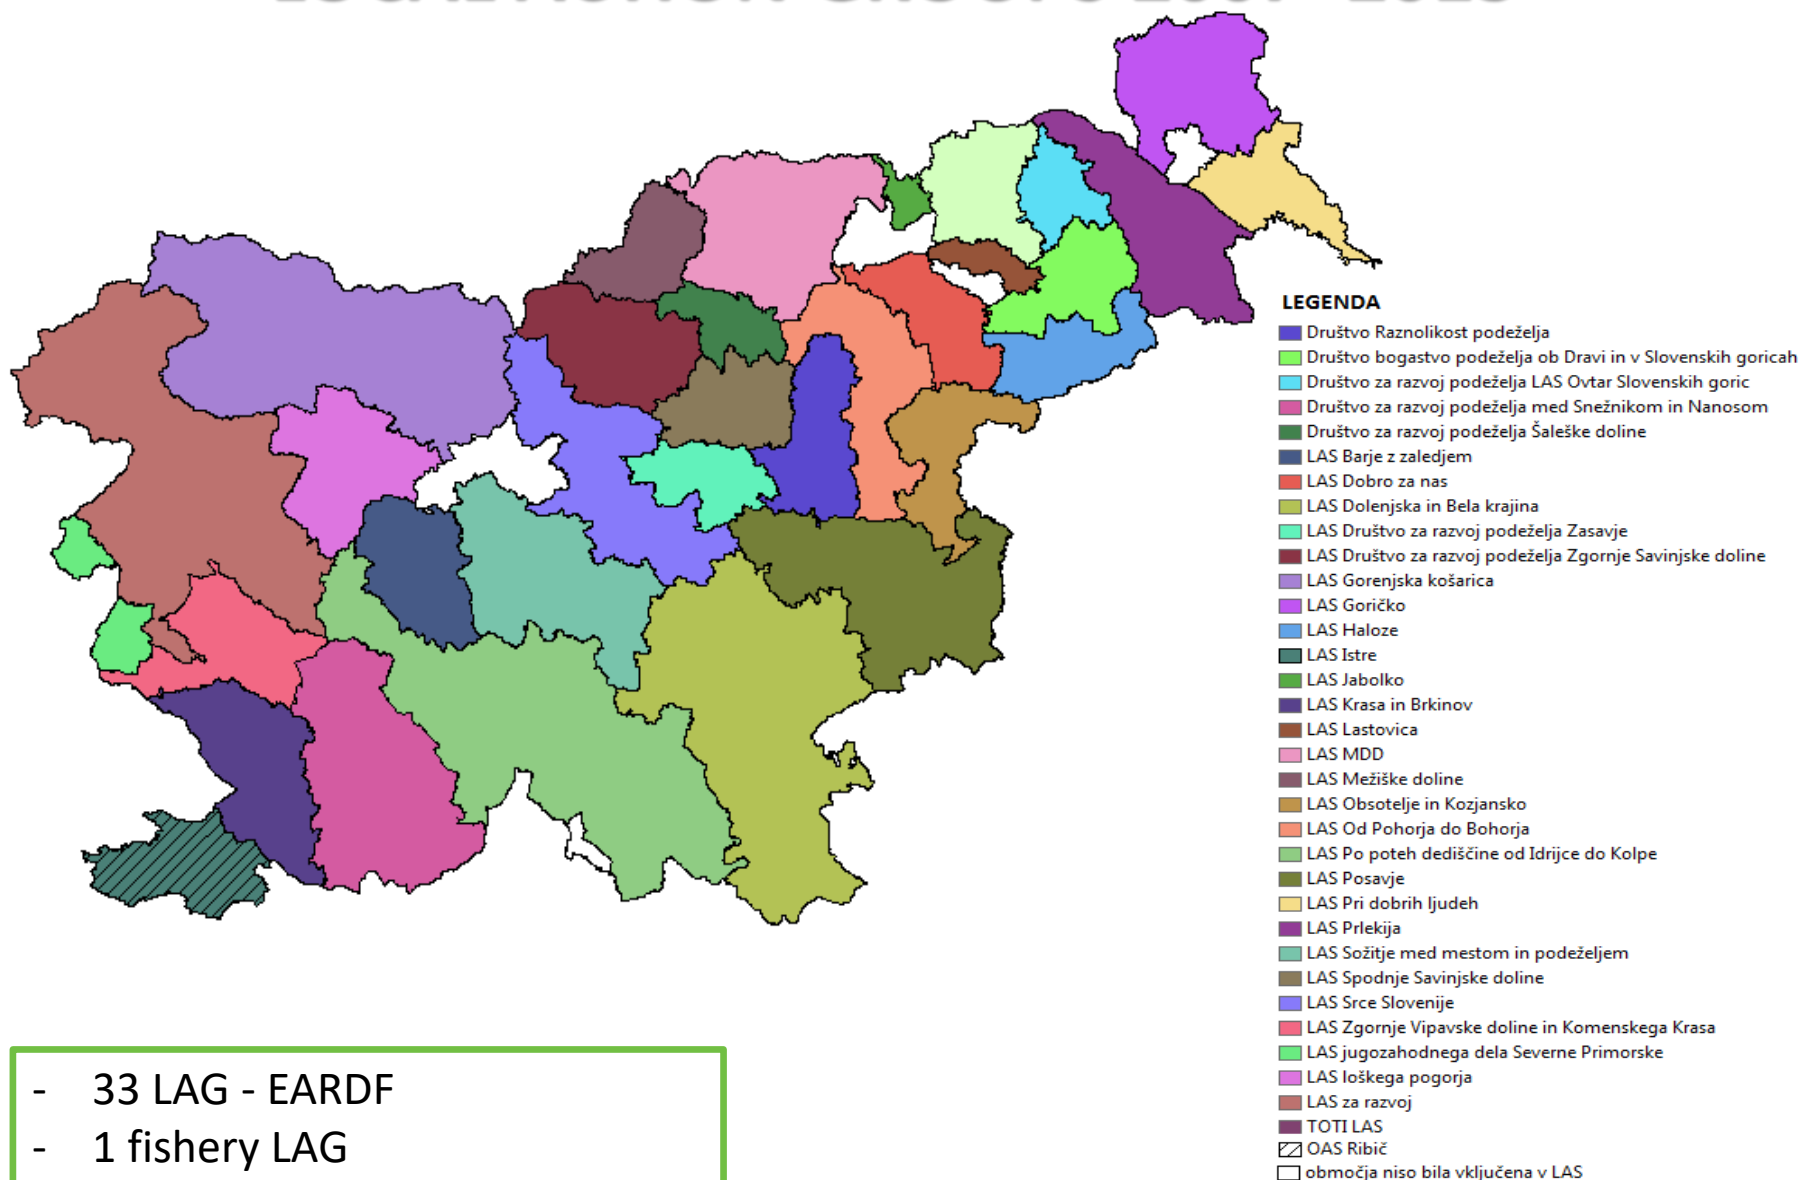 LEGENDA
Društvo Raznolikost podeželja
Društvo bogastvo podeželja ob Dravi in v Slovenskih goricah
Društvo za razvoj podeželja LAS Ovtar Slovenskih goric
Društvo za razvoj podeželja med Snežnikom in Nanosom
Društvo za razvoj podeželja Šaleške doline
LAS Barje z zaledjem
LAS Dobro za nas
LAS Dolenjska in Bela krajina
LAS Društvo za razvoj podeželja Zasavje
LAS Društvo za razvoj podeželja Zgornje Savinjske doline
LAS Gorenjska košarica
LAS Goričko
LAS Haloze
LAS Istre
LAS Jabolko
LAS Krasa in Brkinov
LAS Lastovica
LAS MDD
LAS Mežiške doline
LAS Obsotelje in Kozjansko
LAS Od Pohorja do Bohorja
LAS Po poteh dediščine od Idrijce do Kolpe
LAS Posavje
LAS Pri dobrih ljudeh
LAS Prlekija
LAS Sožitje med mestom in podeželjem
LAS Spodnje Savinjske doline
LAS Srce Slovenije
LAS Zgornje Vipavske doline in Komenskega Krasa
LAS jugozahodnega dela Severne Primorske
LAS loškega pogorja
LAS za razvoj
TOTI LAS
OAS Ribič
območja niso bila vključena v LAS
- 33 LAG - EARDF
- 1 fishery LAG